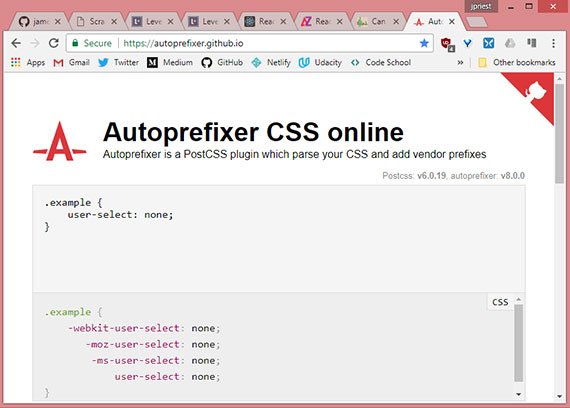 jpriest
jame
Scra
Leve
Leve
Reac
Reac
Can
Auto
Secure
https://autoprefixer.github.io
4
Apps Gmail Twitter Medium GitHub Netlify Udacity Code School » Other bookmarks
Autoprefixer CSS online
Autoprefixer is a PostCSS plugin which parse your CSS and add vendor prefixes
Postcss: v6.0.19, autoprefixer: v8.0.0
.example {
user-select: none;
}
CSS
.example {
-webkit-user-select: none;
-moz-user-select: none;
-ms-user-select: none;
user-select: none;
}